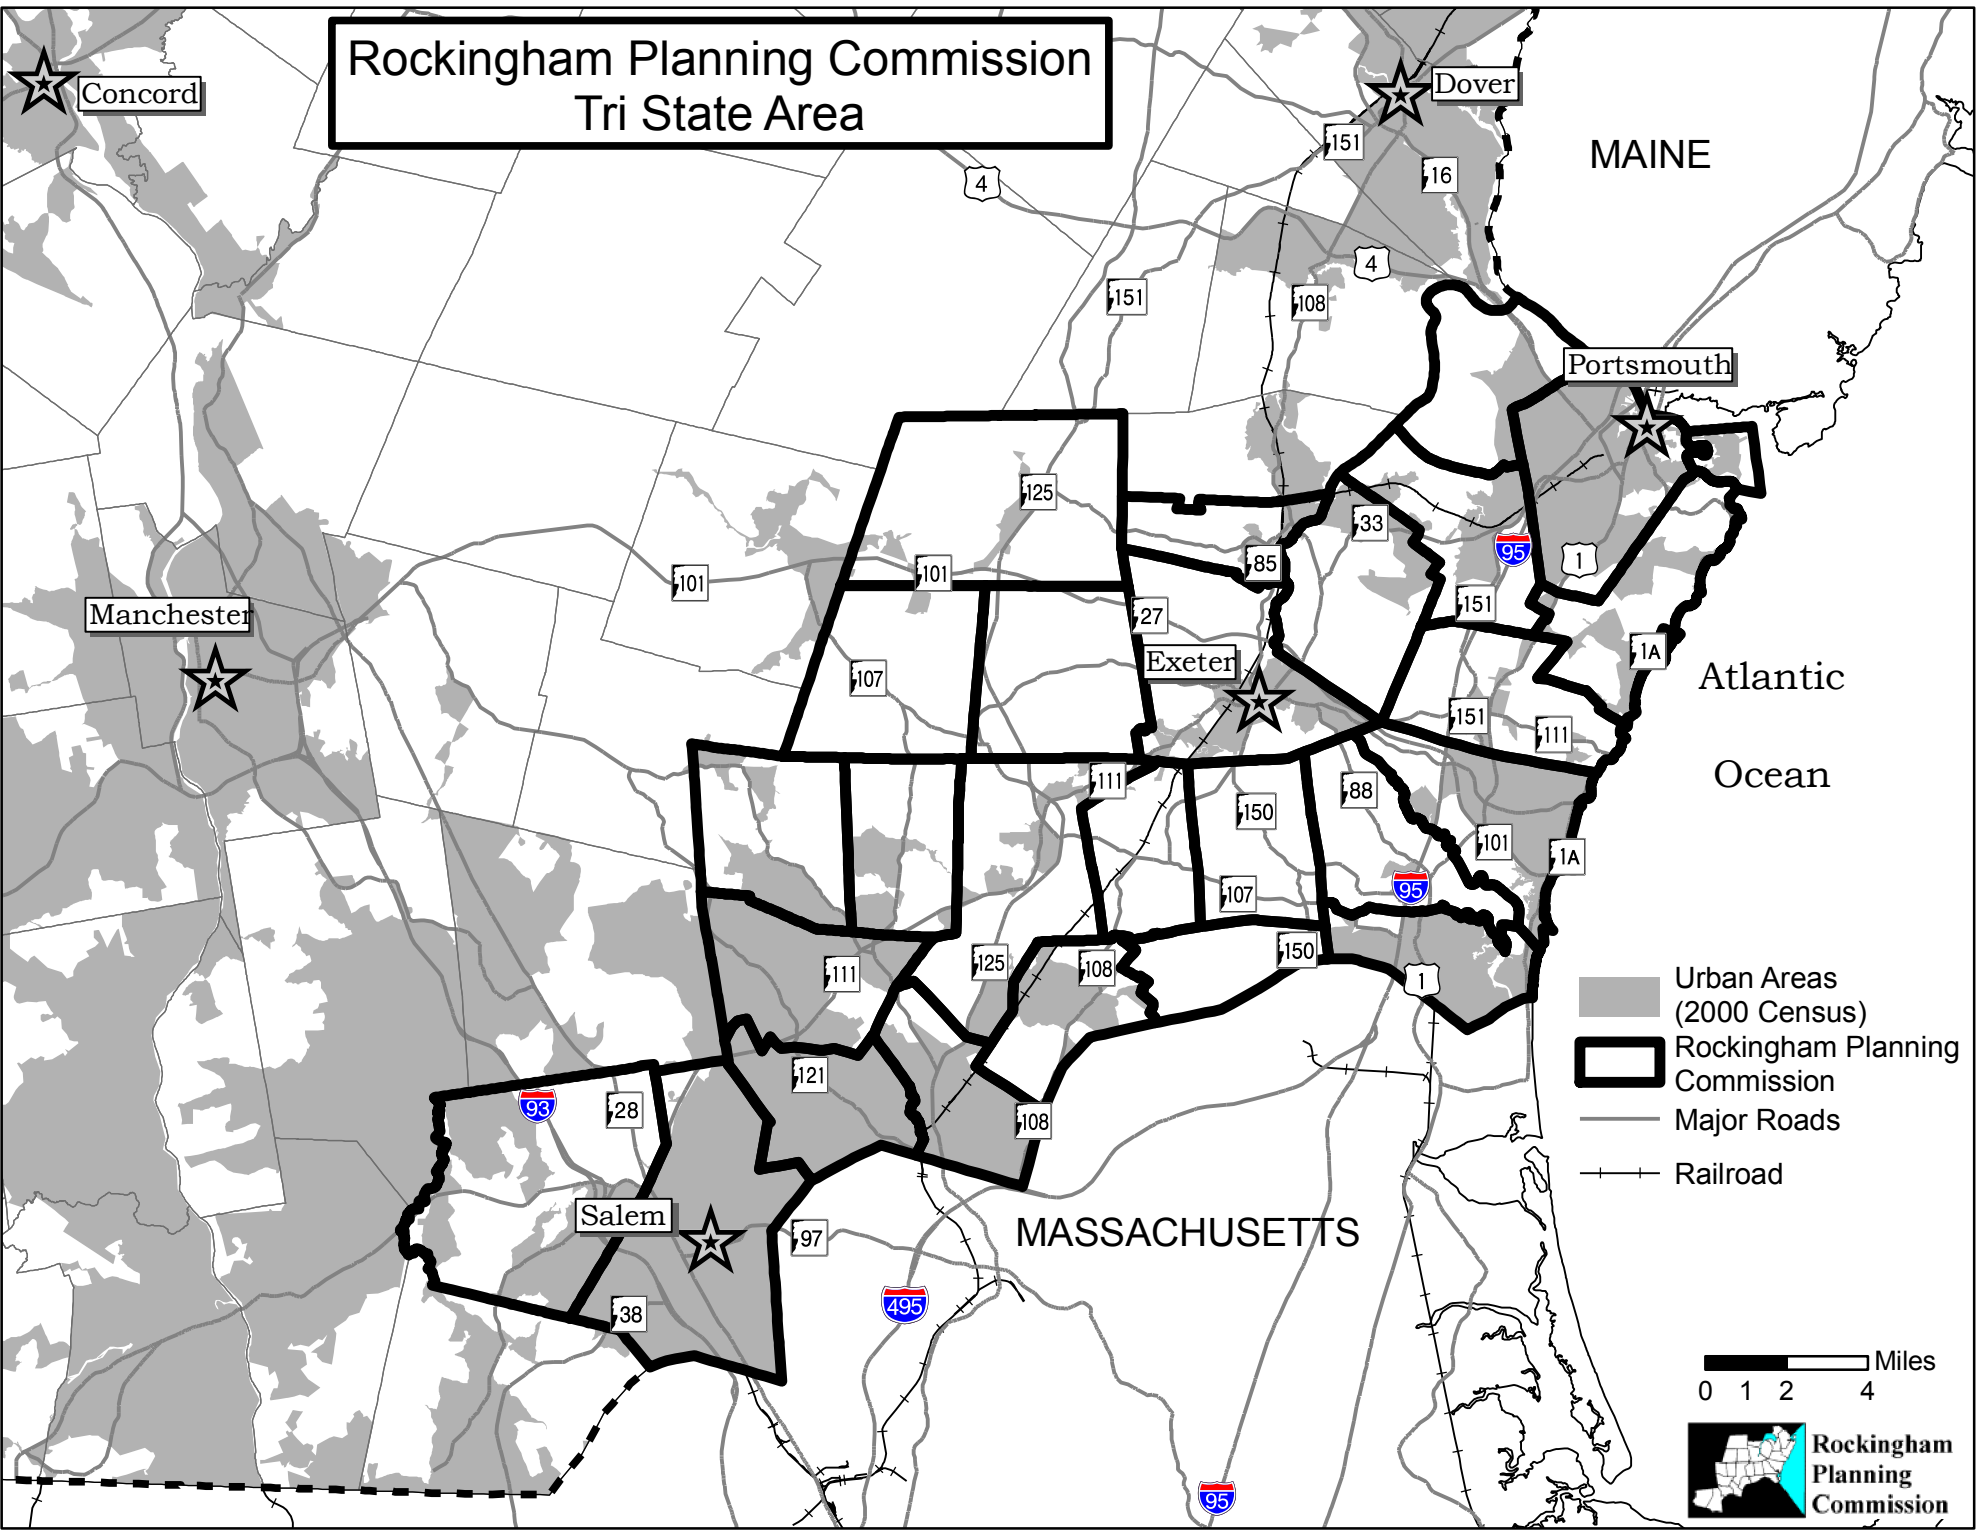 Rockingham Planning Commission
Tri State Area
Concord
Dover
MAINE
151
16
4
4
151
108
Portsmouth
125
33
95
1
85
101
101
Manchester
27
151
1A
Exeter
107
Atlantic
151
111
Ocean
111
88
150
101
1A
95
107
150
125
108
111
1
Urban Areas
(2000 Census)
Rockingham Planning
Commission
Major Roads
Railroad
121
93
28
108
Salem
97
MASSACHUSETTS
495
38
Miles
0 1 2 4
95
Rockingham
Planning
Commission